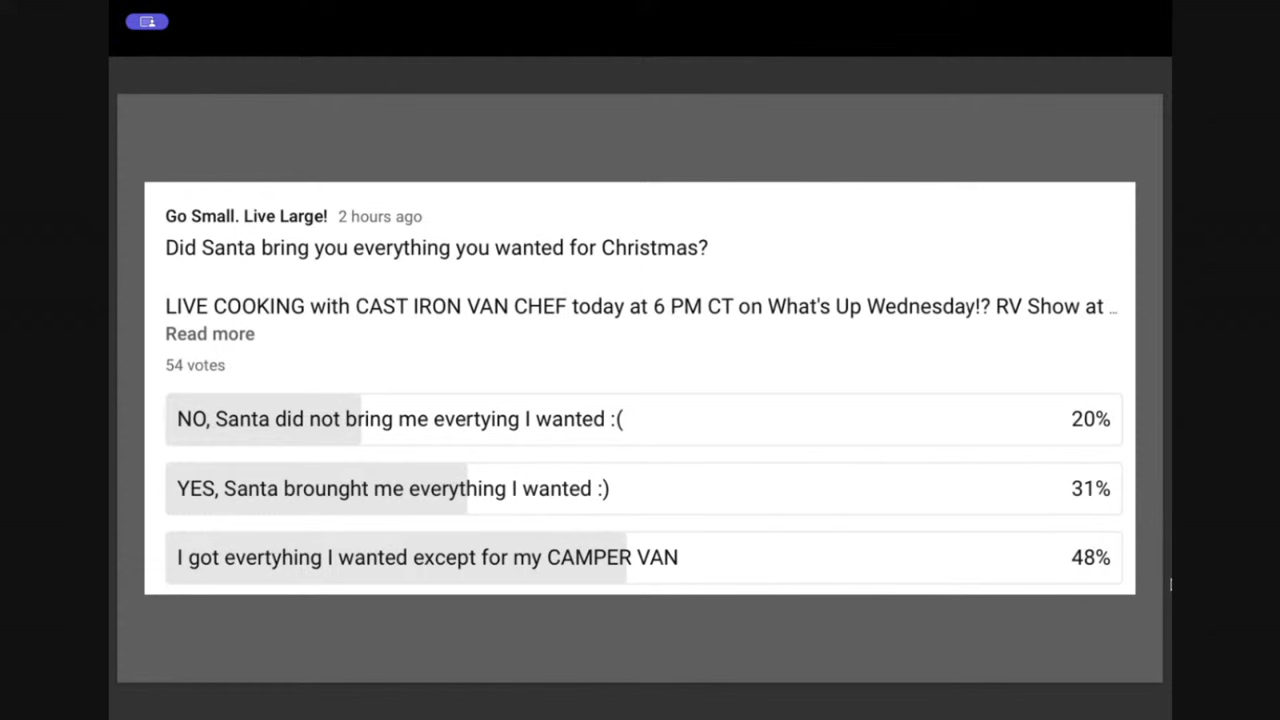 Go Small. Live Large! 2 hours ago
Did Santa bring you everything you wanted for Christmas?
LIVE COOKING with CAST IRON VAN CHEF today at 6 PM CT on What's Up Wednesday!? RV Show at ...
Read more
54 votes
NO, Santa did not bring me evertying I wanted :( 20%
YES, Santa brounght me everything I wanted :) 31%
I got evertyhing I wanted except for my CAMPER VAN 48%